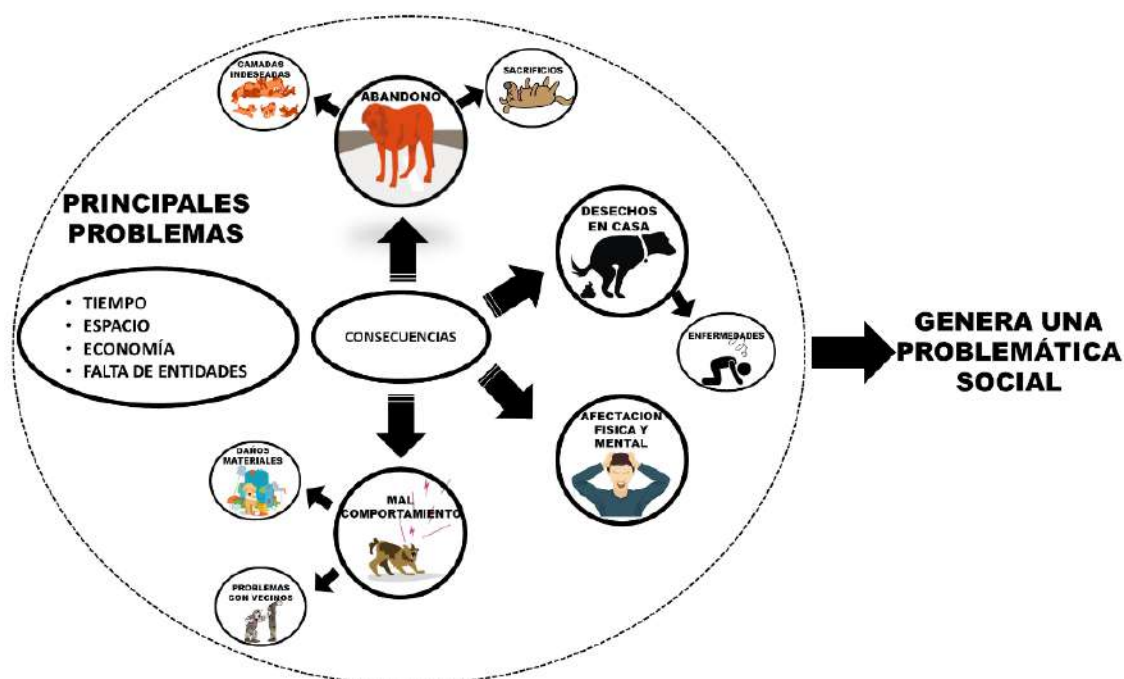 CAMADAS
INDESEADAS
ABANDONO
SACRIFICIOS
PRINCIPALES
PROBLEMAS
• TIEMPO
• ESPACIO
• ECONOMÍA
• FALTA DE ENTIDADES
CONSECUENCIAS
DESECHOS
EN CASA
ENFERMEDADES
AFECTACION
FISICA Y
MENTAL
DAÑOS
MATERIALES
MAL
COMPORTAMIENTO
PROBLEMAS
CON VECINOS
GENERA UNA
PROBLEMÁTICA
SOCIAL